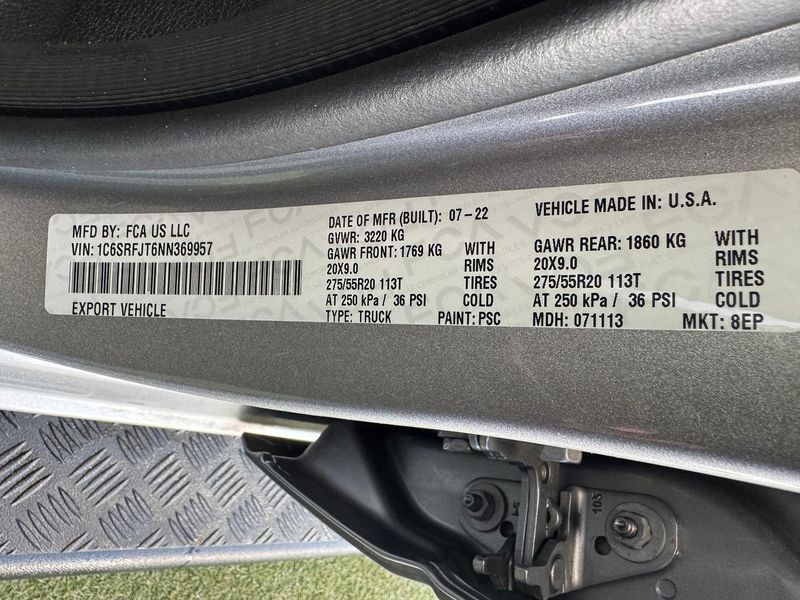 MFD BY: FCA US LLC
VIN: 1C6SRFJT6NN369957
EXPORT VEHICLE
DATE OF MFR (BUILT): 07-22
GVWR: 3220 KG
GAWR FRONT: 1769 KG WITH
20X9.0 RIMS
275/55R20 113T TIRES
AT 250 kPa / 36 PSI COLD
TYPE: TRUCK PAINT: PSC
VEHICLE MADE IN: U.S.A.
GAWR REAR: 1860 KG WITH
20X9.0 RIMS
275/55R20 113T TIRES
AT 250 kPa / 36 PSI COLD
MDH: 071113 MKT: 8EP
103